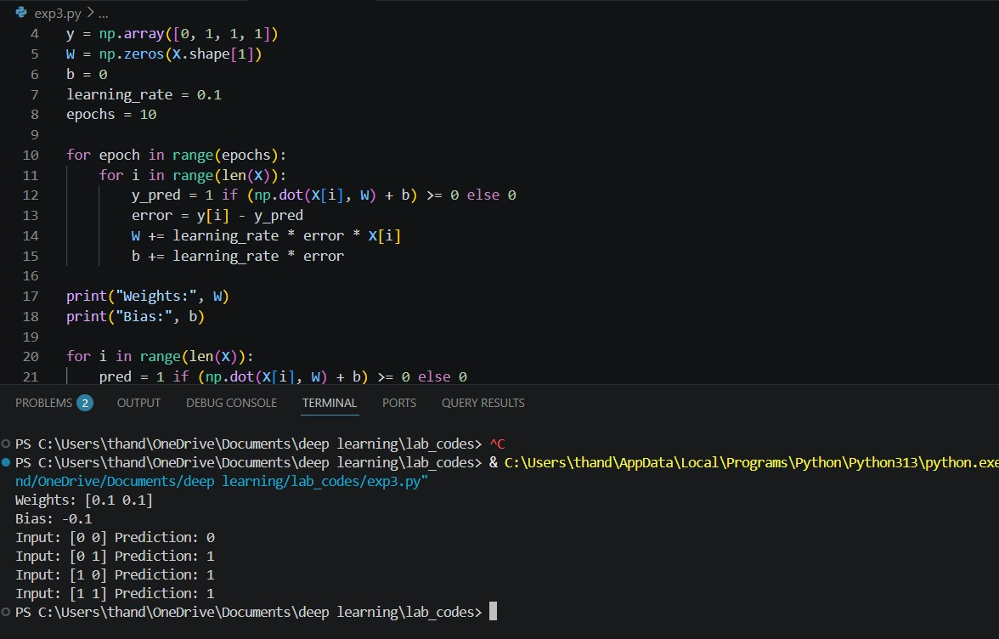 exp3.py > ...
4 y = np.array([0, 1, 1, 1])
5 W = np.zeros(X.shape[1])
6 b = 0
7 learning_rate = 0.1
8 epochs = 10
9
10 for epoch in range(epochs):
11 for i in range(len(X)):
12 y_pred = 1 if (np.dot(X[i], W) + b) >= 0 else 0
13 error = y[i] - y_pred
14 W += learning_rate * error * X[i]
15 b += learning_rate * error
16
17 print("Weights:", W)
18 print("Bias:", b)
19
20 for i in range(len(X)):
21 pred = 1 if (np.dot(X[i], W) + b) >= 0 else 0
PROBLEMS 2 OUTPUT DEBUG CONSOLE TERMINAL PORTS QUERY RESULTS
PS C:\Users\thand\OneDrive\Documents\deep learning\lab_codes> ^C
PS C:\Users\thand\OneDrive\Documents\deep learning\lab_codes> & C:\Users\thand\AppData\Local\Programs\Python\Python313\python.exe
nd/OneDrive/Documents/deep learning/lab_codes/exp3.py"
Weights: [0.1 0.1]
Bias: -0.1
Input: [0 0] Prediction: 0
Input: [0 1] Prediction: 1
Input: [1 0] Prediction: 1
Input: [1 1] Prediction: 1
PS C:\Users\thand\OneDrive\Documents\deep learning\lab_codes>